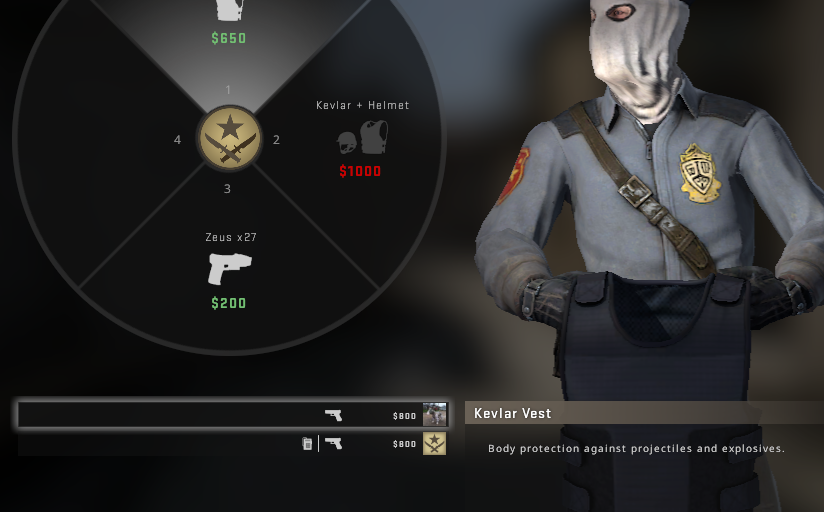 $650
1
Kevlar + Helmet
4
2
$1000
3
Zeus x27
$200
$800
Kevlar Vest
$800
Body protection against projectiles and explosives.